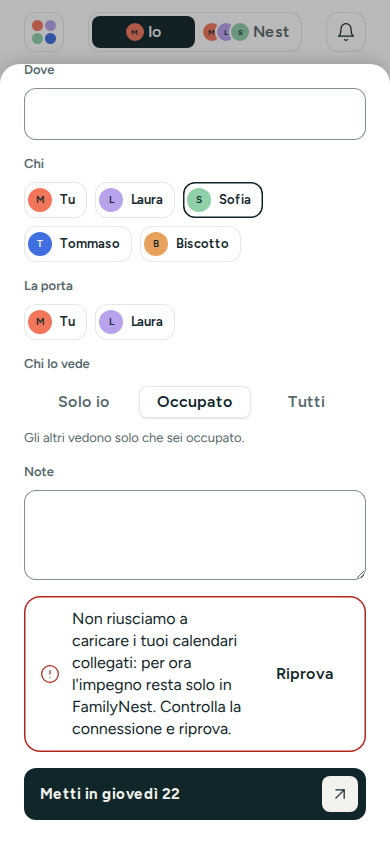 M Io M L S Nest
Dove
Chi
M Tu L Laura S Sofia
T Tommaso B Biscotto
La porta
M Tu L Laura
Chi lo vede
Solo io Occupato Tutti
Gli altri vedono solo che sei occupato.
Note
Non riusciamo a
caricare i tuoi calendari
collegati: per ora
l'impegno resta solo in
FamilyNest. Controlla la
connessione e riprova.
Riprova
Metti in giovedì 22